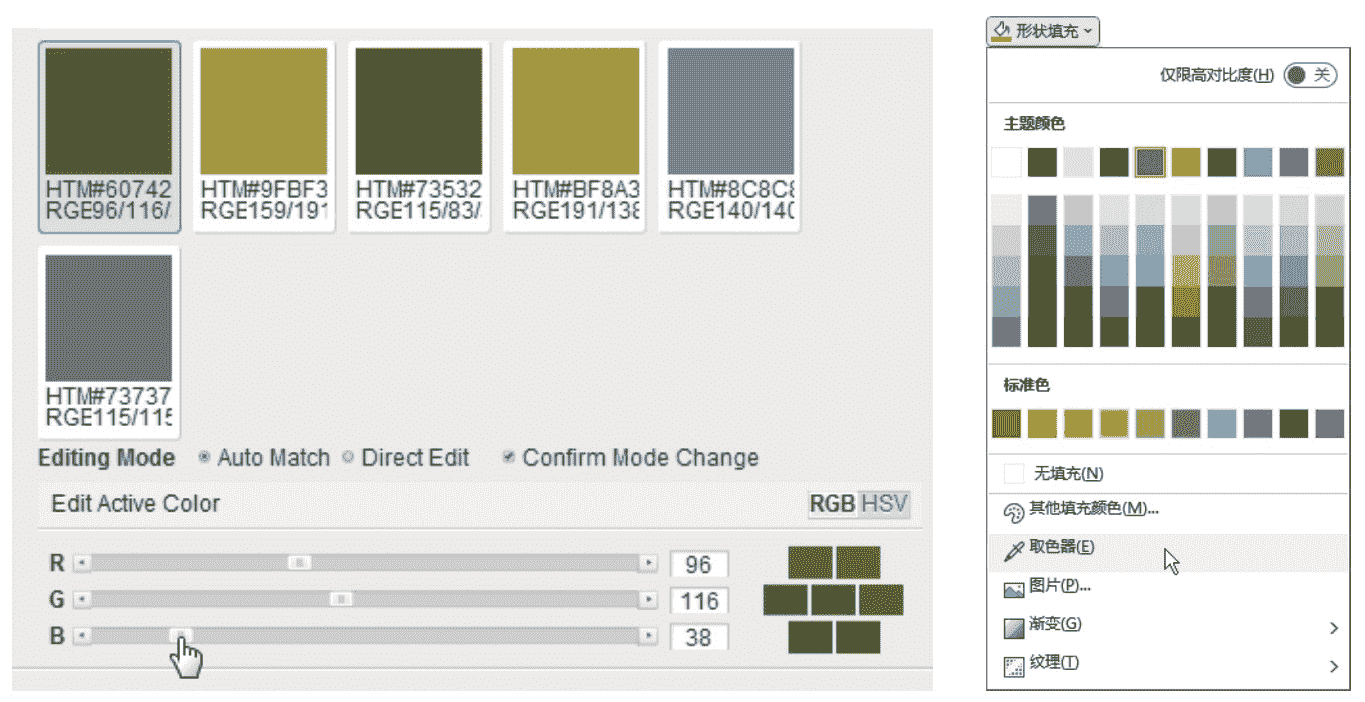 HTM#60742
RGE96/116/
HTM#9FBF3
RGE159/191
HTM#73532
RGE115/83/
HTM#BF8A3
RGE191/138
HTM#8C8C8
RGE140/140
HTM#73737
RGE115/115
Editing Mode Auto Match Direct Edit Confirm Mode Change
Edit Active Color RGB HSV
R 96
G 116
B 38
形状填充
仅限高对比度(H) 关
主题颜色
标准色
无填充(N)
其他填充颜色(M)...
取色器(E)
图片(P)...
渐变(G)
纹理(T)